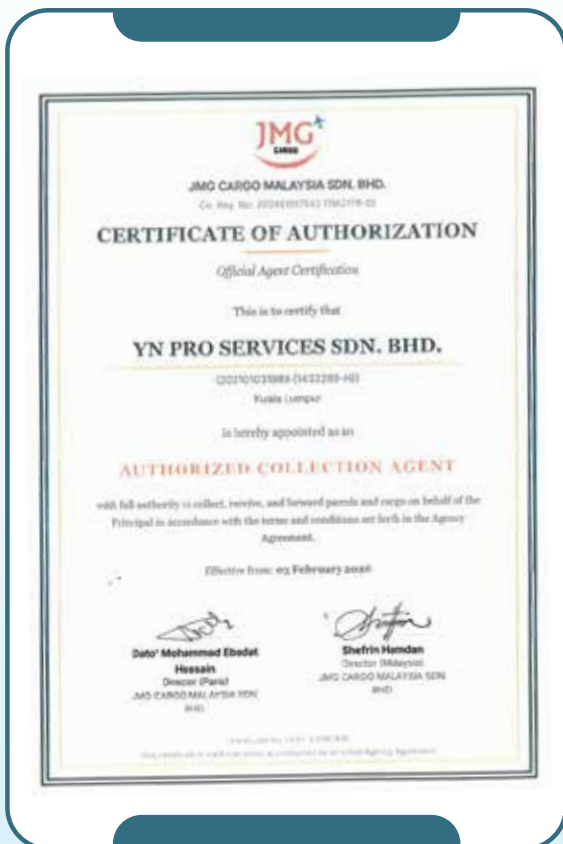 JMG
CARGO
JMG CARGO MALAYSIA SDN. BHD.
Co. Reg. No:
CERTIFICATE OF AUTHORIZATION
Official Agent Certification
This is to certify that
YN PRO SERVICES SDN. BHD.
Kuala Lumpur
is hereby appointed as an
AUTHORIZED COLLECTION AGENT
with full authority to collect, receive, and forward parcels and cargo on behalf of the
Principal in accordance with the terms and conditions set forth in the Agency
Agreement.
Effective from: 03 February 2026
Dato' Mohammad Ebadat
Hossain
Director (Paris)
JMG CARGO MALAYSIA SDN.
BHD.
Shefrin Hamdan
Director (Malaysia)
JMG CARGO MALAYSIA SDN.
BHD.